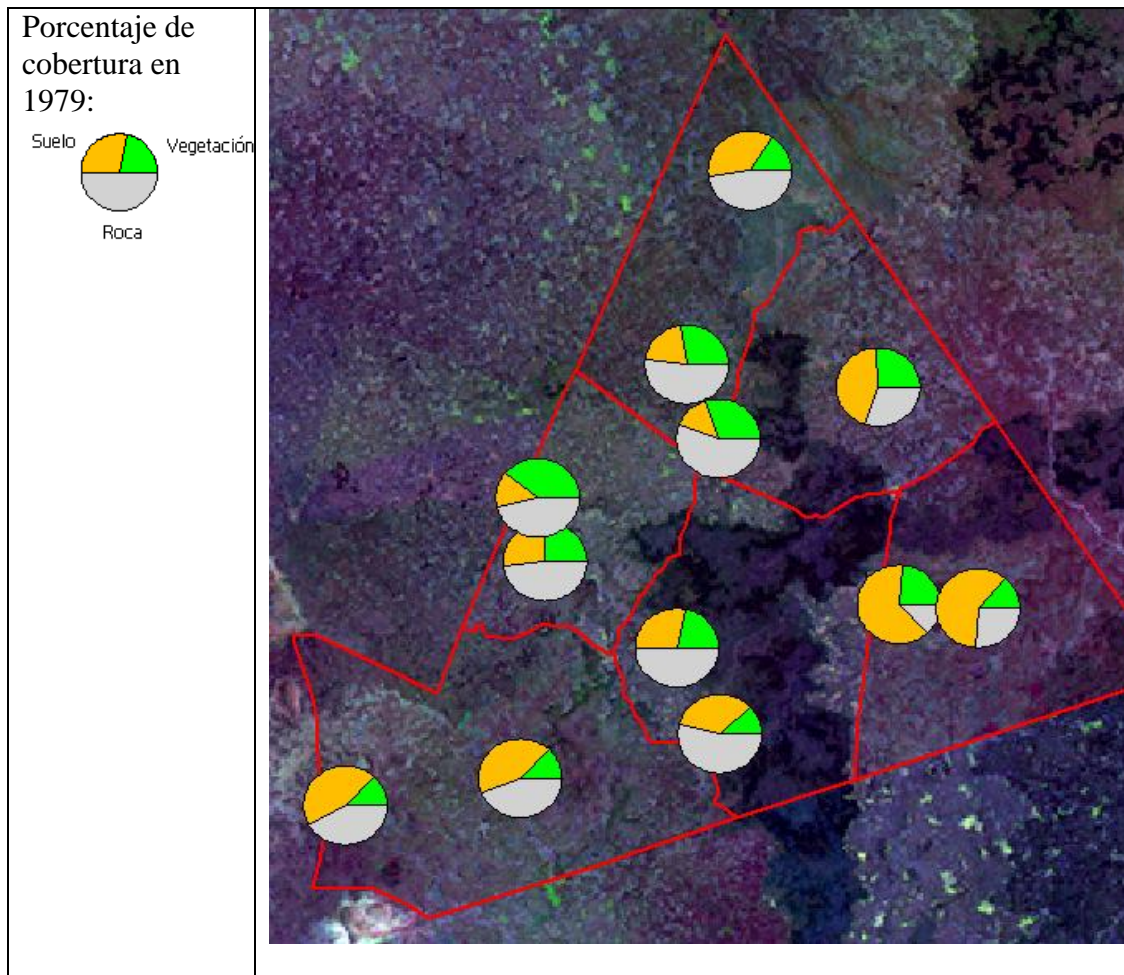 Porcentaje de
cobertura en
1979:
Suelo
Vegetación
Roca